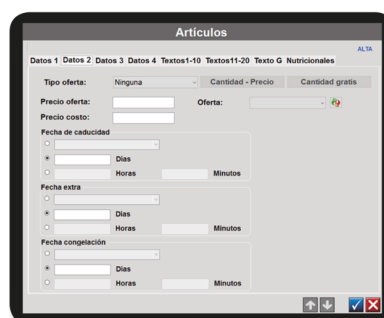 Artículos
ALTA
Datos 1 Datos 2 Datos 3 Datos 4 Textos1-10 Textos11-20 Texto G Nutricionales
Tipo oferta: Ninguna Cantidad - Precio Cantidad gratis
Precio oferta: Oferta:
Precio costo:
Fecha de caducidad
Días
Horas Minutos
Fecha extra
Días
Horas Minutos
Fecha congelación
Días
Horas Minutos